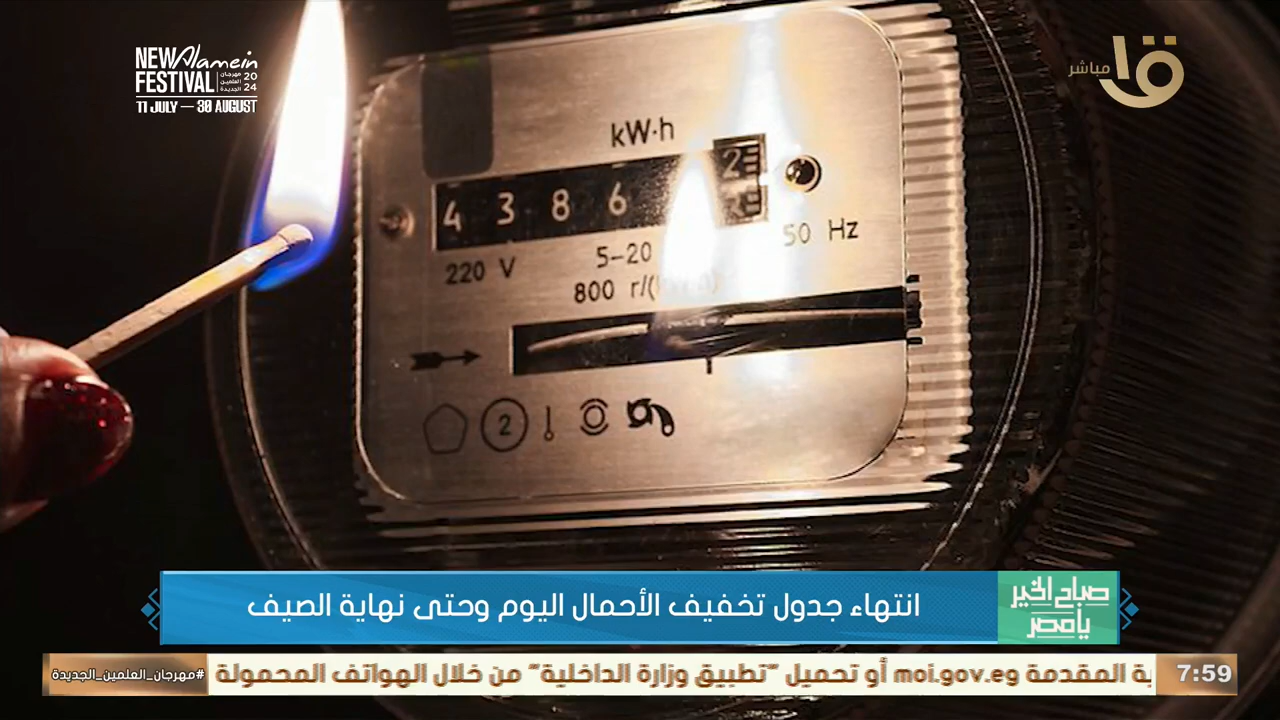 NEW Alamein
FESTIVAL
مهرجان
العلمين
الجديدة
20
24
11 JULY — 30 AUGUST
مباشر
kW·h
2
4 3 8 6
50 Hz
220 V
5–20
800 r/(
2
انتهاء جدول تخفيف الأحمال اليوم وحتى نهاية الصيف
صباح الخير
يا مصر
7:59
ية المقدمة moi.gov.eg أو تحميل "تطبيق وزارة الداخلية" من خلال الهواتف المحمولة
#مهرجان_العلمين_الجديدة